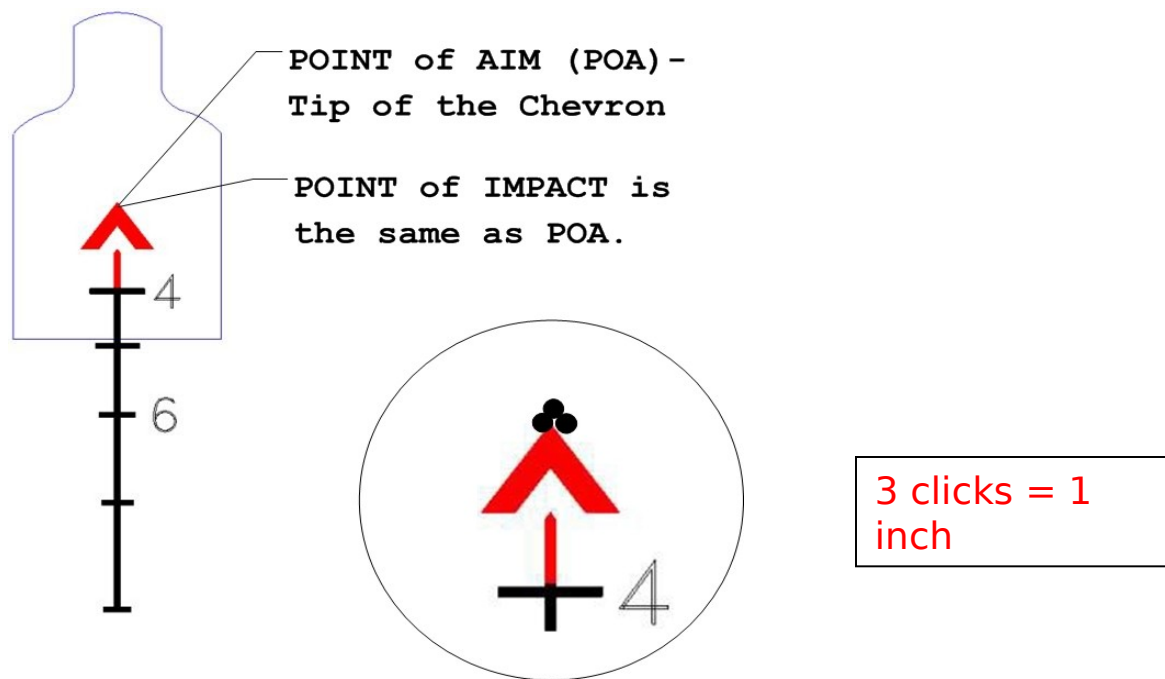 POINT of AIM (POA)-
Tip of the Chevron
POINT of IMPACT is
the same as POA.
4
6
4
3 clicks = 1
inch